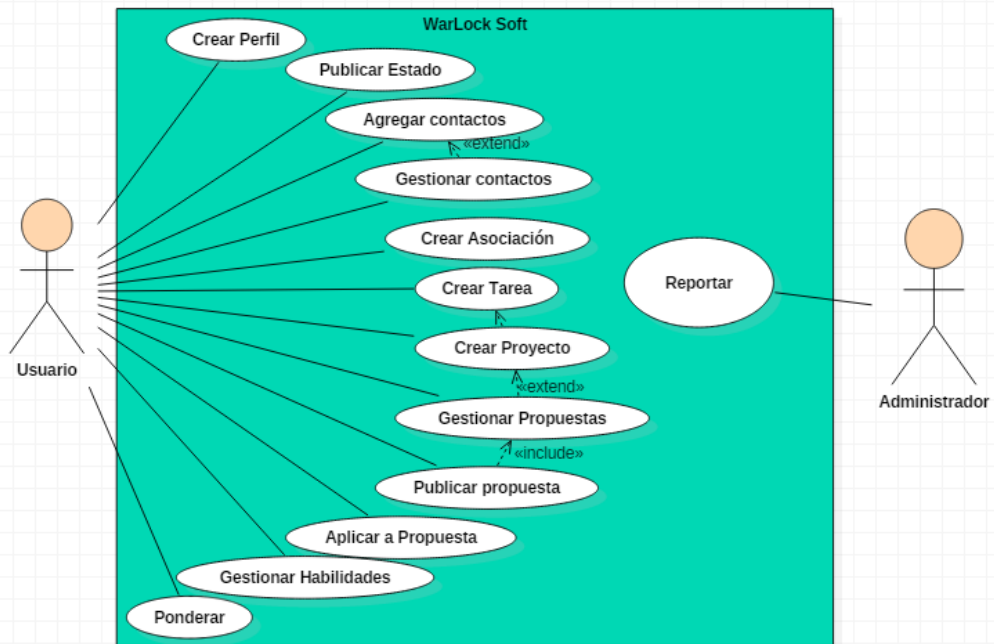 WarLock Soft
Crear Perfil
Publicar Estado
Agregar contactos
«extend»
Gestionar contactos
Crear Asociación
Crear Tarea
Reportar
Crear Proyecto
Usuario
«extend»
Administrador
Gestionar Propuestas
«include»
Publicar propuesta
Aplicar a Propuesta
Gestionar Habilidades
Ponderar